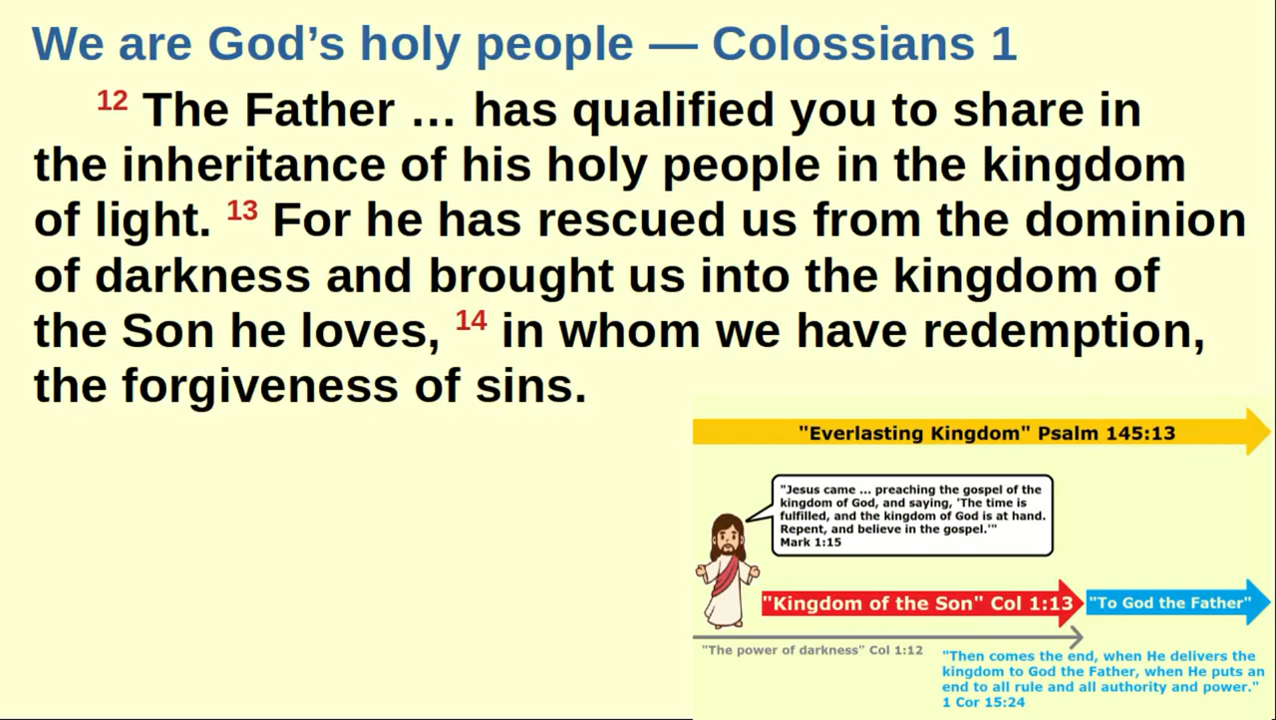 We are God’s holy people — Colossians 1
12 The Father … has qualified you to share in
the inheritance of his holy people in the kingdom
of light. 13 For he has rescued us from the dominion
of darkness and brought us into the kingdom of
the Son he loves, 14 in whom we have redemption,
the forgiveness of sins.
"Everlasting Kingdom" Psalm 145:13
"Jesus came ... preaching the gospel of the
kingdom of God, and saying, 'The time is
fulfilled, and the kingdom of God is at hand.
Repent, and believe in the gospel.'"
Mark 1:15
"Kingdom of the Son" Col 1:13
"To God the Father"
"The power of darkness" Col 1:12
"Then comes the end, when He delivers the
kingdom to God the Father, when He puts an
end to all rule and all authority and power."
1 Cor 15:24